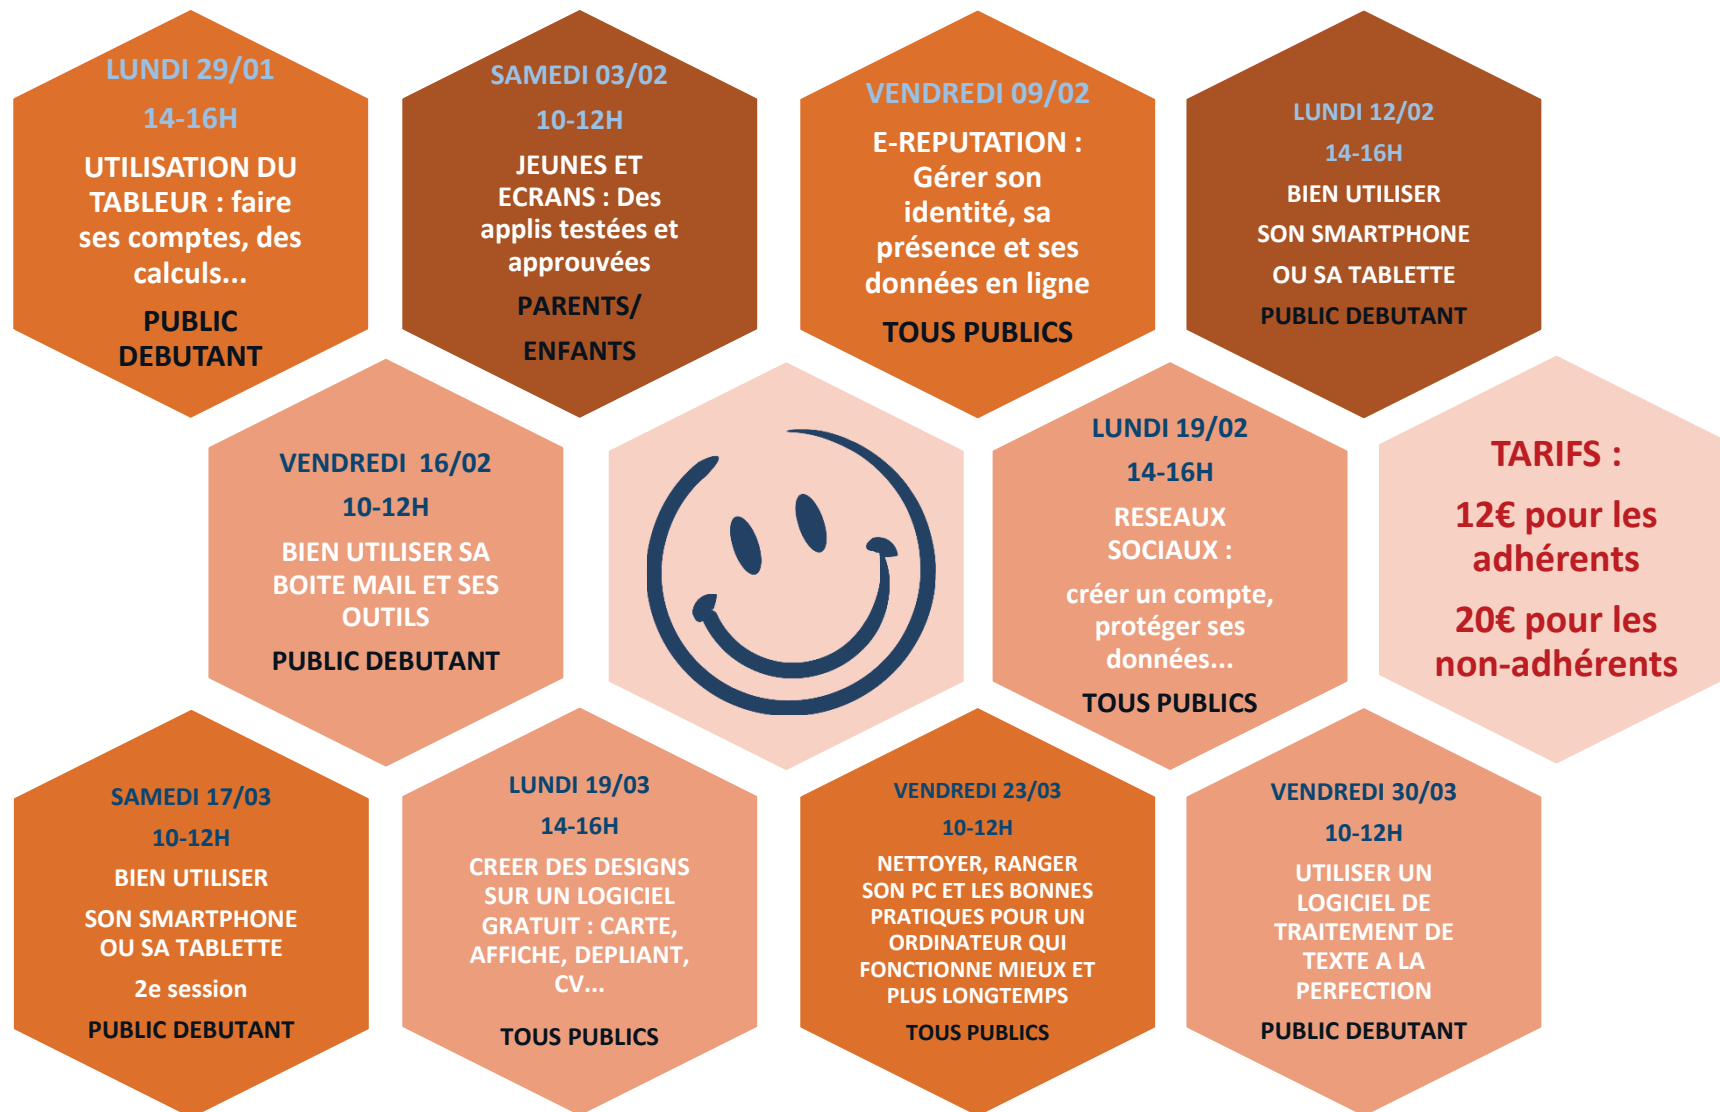 LUNDI 29/01
14-16H
UTILISATION DU
TABLEUR : faire
ses comptes, des
calculs...
PUBLIC
DEBUTANT
SAMEDI 03/02
10-12H
JEUNES ET
ECRANS : Des
applis testées et
approuvées
PARENTS/
ENFANTS
VENDREDI 09/02
E-REPUTATION :
Gérer son
identité, sa
présence et ses
données en ligne
TOUS PUBLICS
LUNDI 12/02
14-16H
BIEN UTILISER
SON SMARTPHONE
OU SA TABLETTE
PUBLIC DEBUTANT
VENDREDI 16/02
10-12H
BIEN UTILISER SA
BOITE MAIL ET SES
OUTILS
PUBLIC DEBUTANT
LUNDI 19/02
14-16H
RESEAUX
SOCIAUX :
créer un compte,
protéger ses
données...
TOUS PUBLICS
TARIFS :
12€ pour les
adhérents
20€ pour les
non-adhérents
SAMEDI 17/03
10-12H
BIEN UTILISER
SON SMARTPHONE
OU SA TABLETTE
2e session
PUBLIC DEBUTANT
LUNDI 19/03
14-16H
CREER DES DESIGNS
SUR UN LOGICIEL
GRATUIT : CARTE,
AFFICHE, DEPLIANT,
CV...
TOUS PUBLICS
VENDREDI 23/03
10-12H
NETTOYER, RANGER
SON PC ET LES BONNES
PRATIQUES POUR UN
ORDINATEUR QUI
FONCTIONNE MIEUX ET
PLUS LONGTEMPS
TOUS PUBLICS
VENDREDI 30/03
10-12H
UTILISER UN
LOGICIEL DE
TRAITEMENT DE
TEXTE A LA
PERFECTION
PUBLIC DEBUTANT